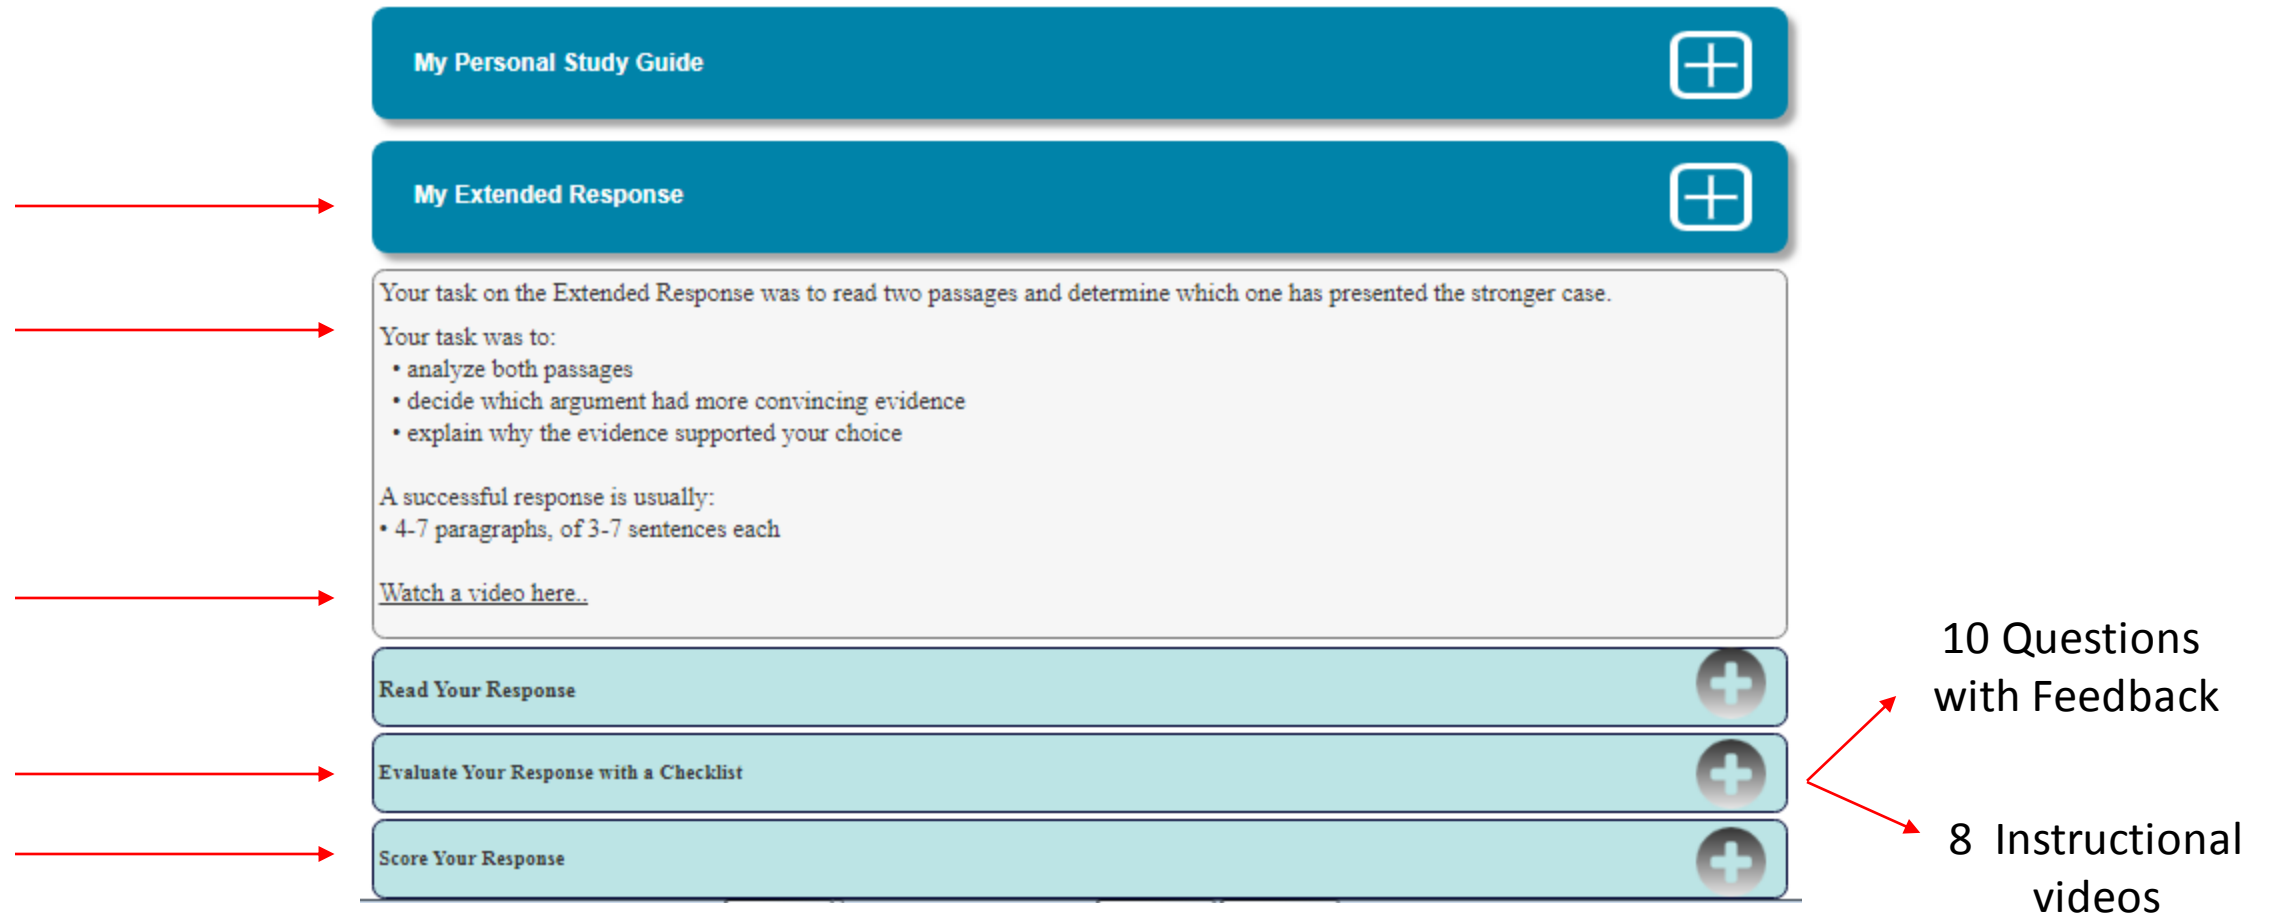 My Personal Study Guide
My Extended Response
Your task on the Extended Response was to read two passages and determine which one has presented the stronger case.
Your task was to:
• analyze both passages
• decide which argument had more convincing evidence
• explain why the evidence supported your choice
A successful response is usually:
• 4-7 paragraphs, of 3-7 sentences each
Watch a video here..
Read Your Response
Evaluate Your Response with a Checklist
Score Your Response
10 Questions
with Feedback
8 Instructional
videos